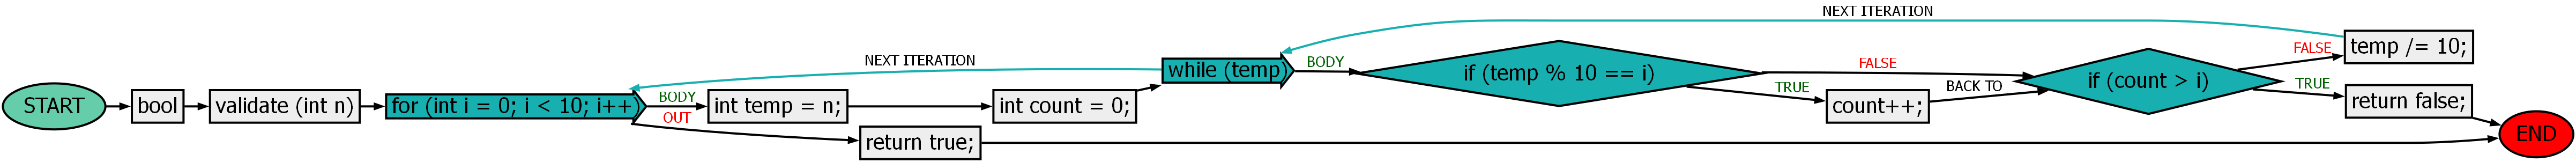 START
bool
validate (int n)
for (int i = 0; i < 10; i++)
NEXT ITERATION
BODY
OUT
int temp = n;
return true;
int count = 0;
while (temp)
NEXT ITERATION
BODY
if (temp % 10 == i)
FALSE
TRUE
count++;
BACK TO
if (count > i)
FALSE
TRUE
temp /= 10;
return false;
END